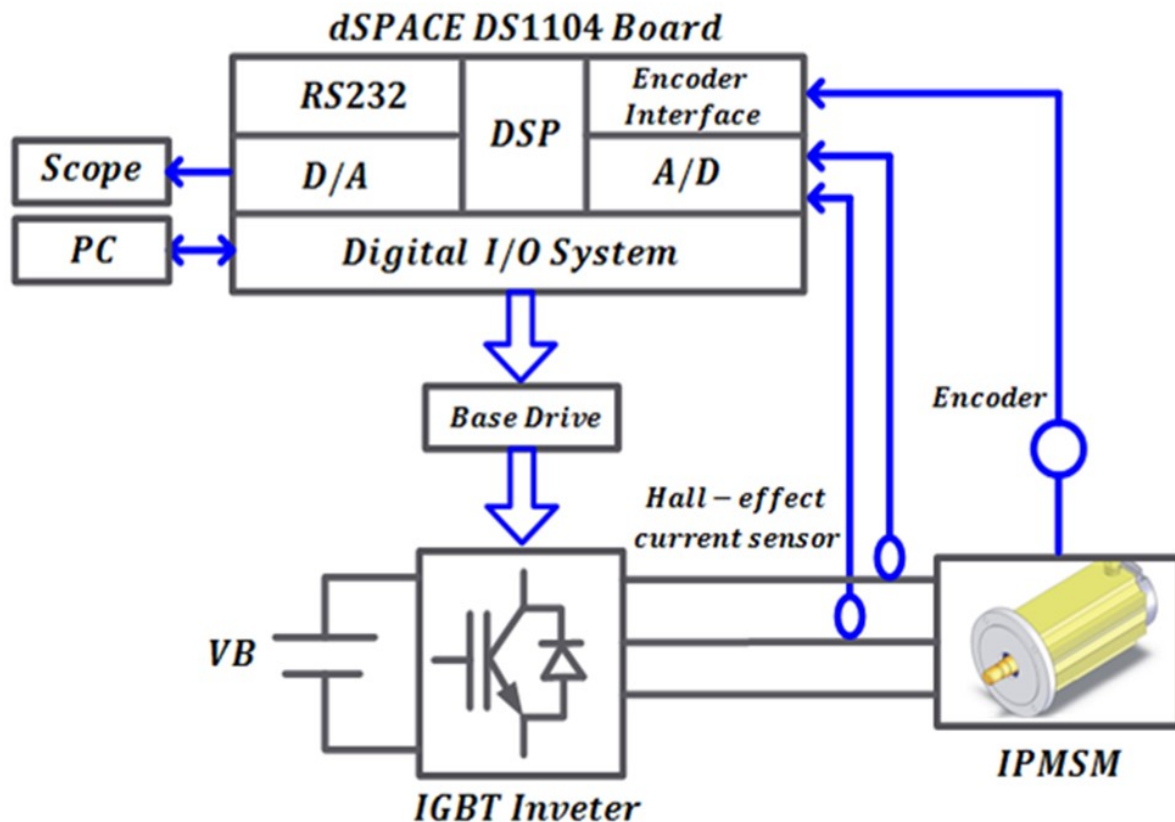 dSPACE DS1104 Board
RS232
DSP
Encoder
Interface
D/A
A/D
Scope
PC
Digital I/O System
Base Drive
Encoder
Hall − effect
current sensor
VB
IGBT Inveter
IPMSM